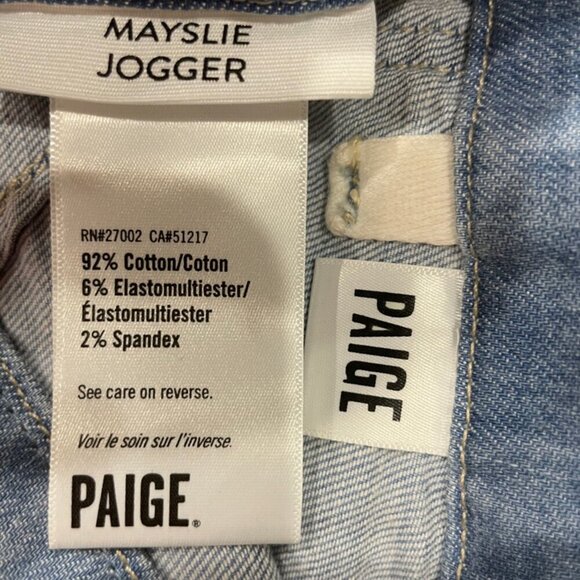 MAYSLIE
JOGGER
RN#27002 CA#51217
92% Cotton/Coton
6% Elastomultiester/
Élastomultiester
2% Spandex
See care on reverse.
Voir le soin sur l'inverse.
PAIGE®
PAIGE